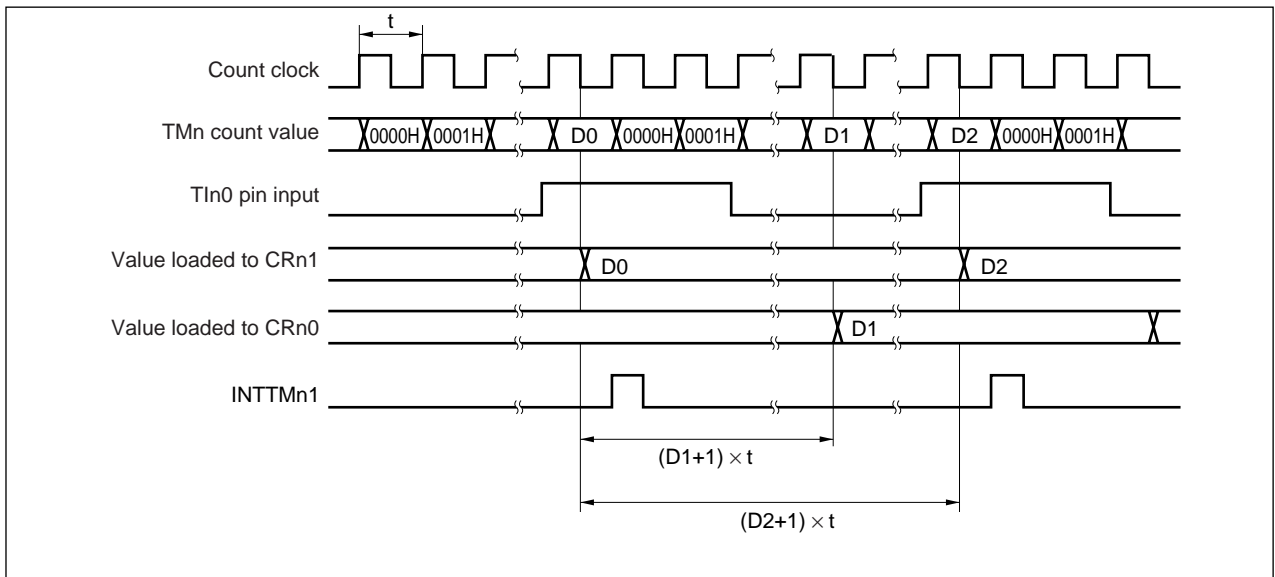 t
Count clock
TMn count value
0000H 0001H D0 0000H 0001H D1 D2 0000H 0001H
TIn0 pin input
Value loaded to CRn1
D0 D2
Value loaded to CRn0
D1
INTTMn1
(D1+1) × t
(D2+1) × t